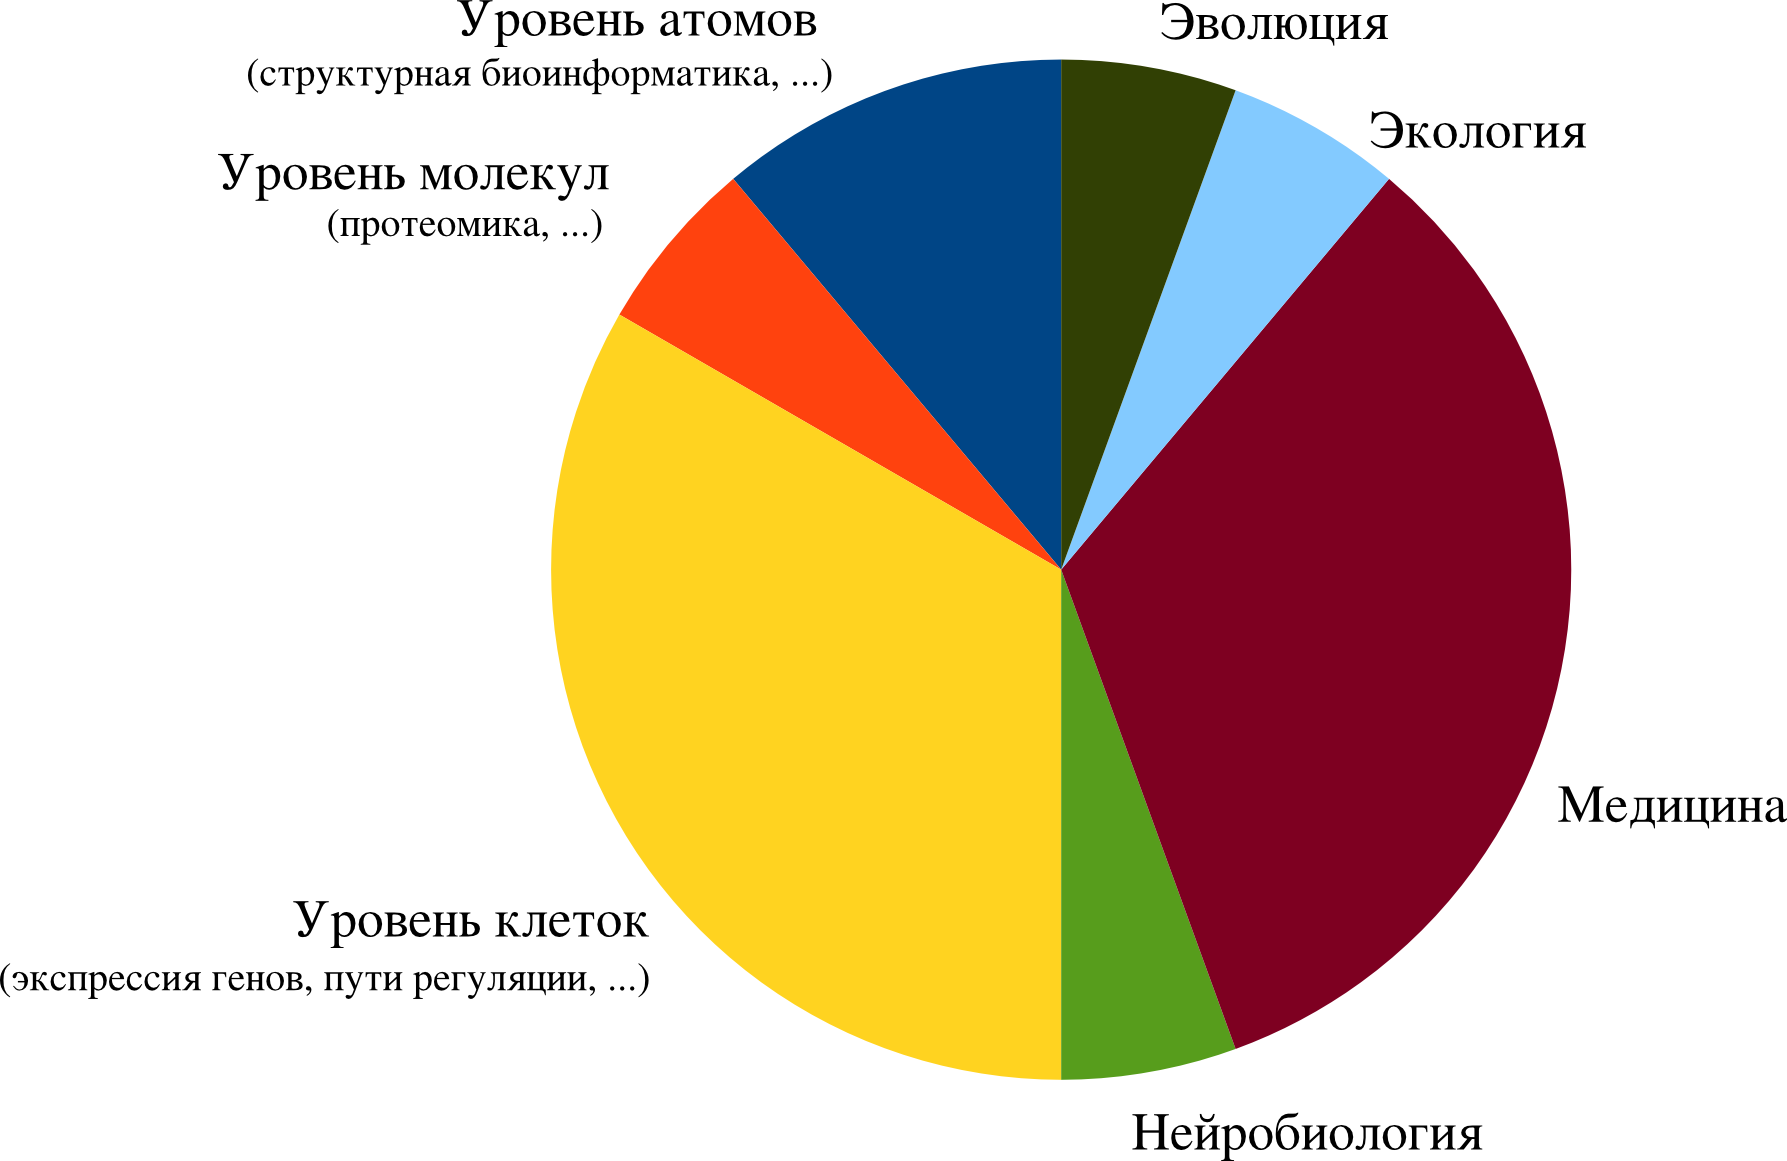 Уровень атомов
(структурная биоинформатика, ...)
Эволюция
Экология
Уровень молекул
(протеомика, ...)
Медицина
Уровень клеток
(экспрессия генов, пути регуляции, ...)
Нейробиология